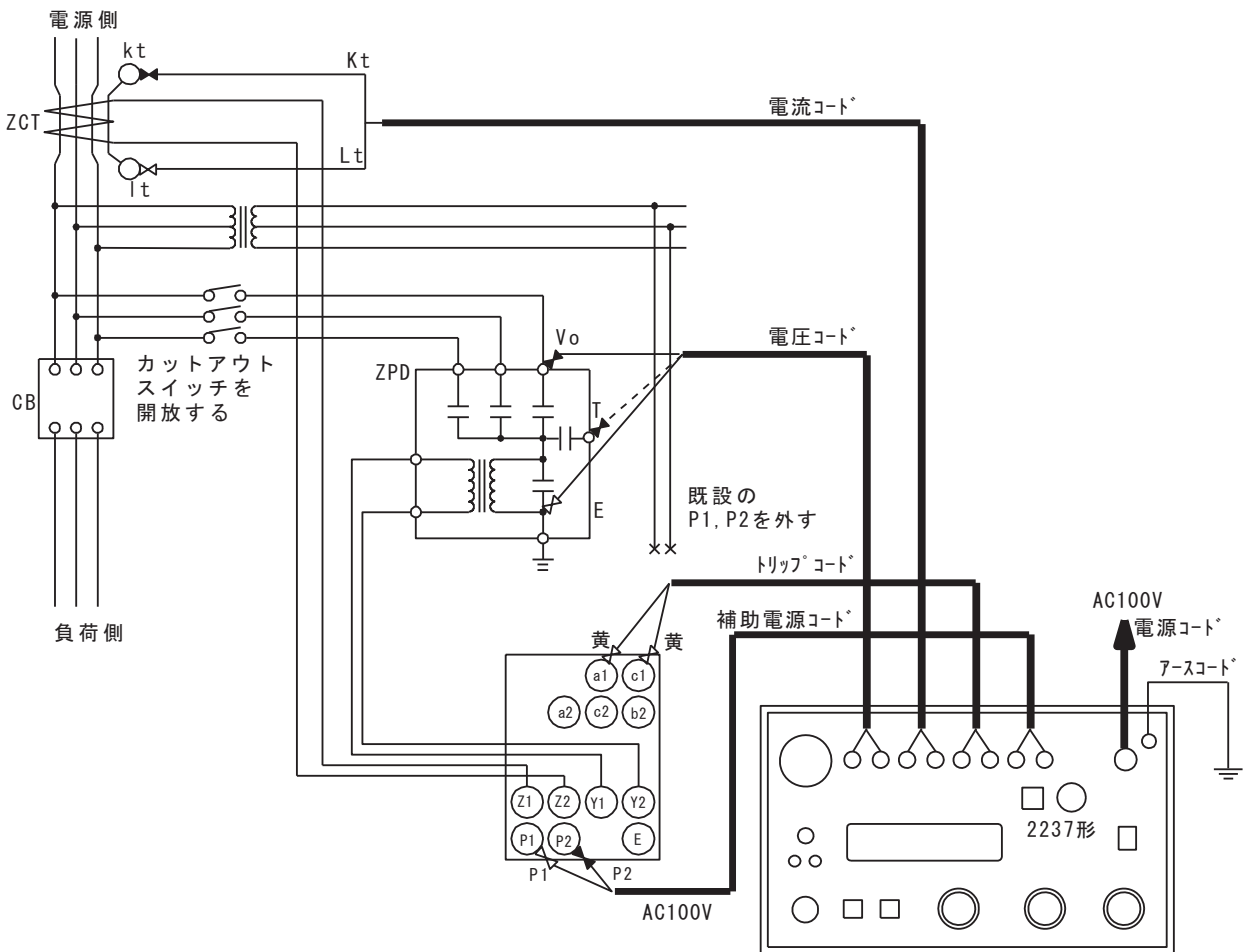 電源側
kt
Kt
電流ｺｰﾄﾞ
ZCT
Lt
lt
Vo
電圧ｺｰﾄﾞ
カットアウト
スイッチを
開放する
ZPD
T
CB
E
既設の
P1,P2を外す
ﾄﾘｯﾌﾟｺｰﾄﾞ
AC100V
負荷側
補助電源ｺｰﾄﾞ
電源ｺｰﾄﾞ
黄
黄
ｱｰｽｺｰﾄﾞ
a1
c1
a2
c2
b2
Z1
Z2
Y1
Y2
2237形
P1
P2
E
P1
P2
AC100V